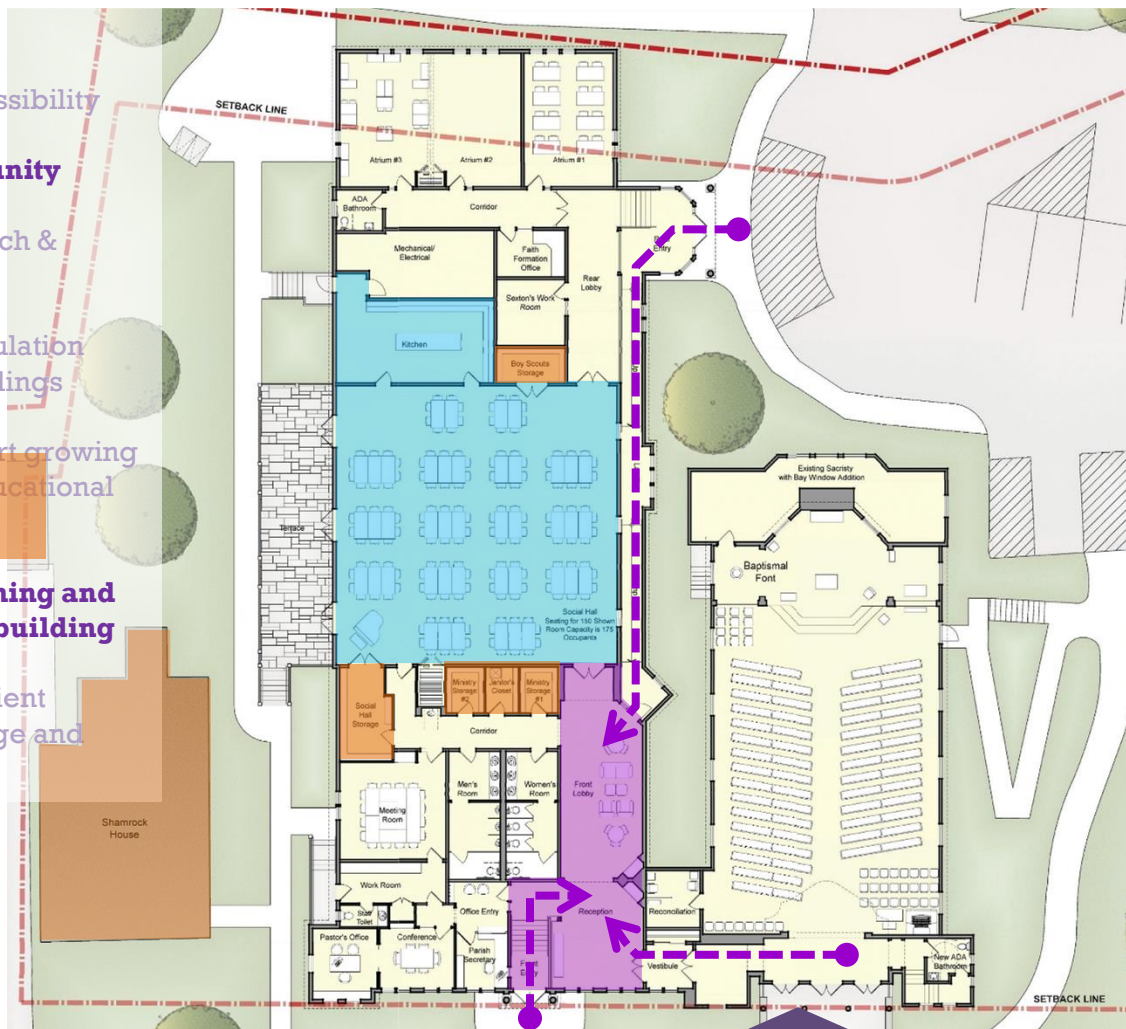 ssibility
unity
ch &
ulation
dings
rt growing
ucational
ning and
building
ient
ge and
SETBACK LINE
Atrium #3
Atrium #2
Atrium #1
ADA
Bathroom
Corridor
Mechanical/
Electrical
Faith
Formation
Office
Rear
Lobby
Entry
Sexton's Work
Room
Kitchen
Boy Scouts
Storage
Terrace
Social Hall
Seating for 150 Shown
Room Capacity is 175
Occupants
Existing Sacristy
with Bay Window Addition
Baptismal
Font
Social
Hall
Storage
Ministry
Storage
#2
Janitor's
Closet
Ministry
Storage
#1
Corridor
Men's
Room
Women's
Room
Front
Lobby
Meeting
Room
Shamrock
House
Work Room
Staff
Toilet
Office Entry
Reception
Reconciliation
Pastor's Office
Conference
Parish
Secretary
Front
Entry
Vestibule
New ADA
Bathroom
SETBACK LINE